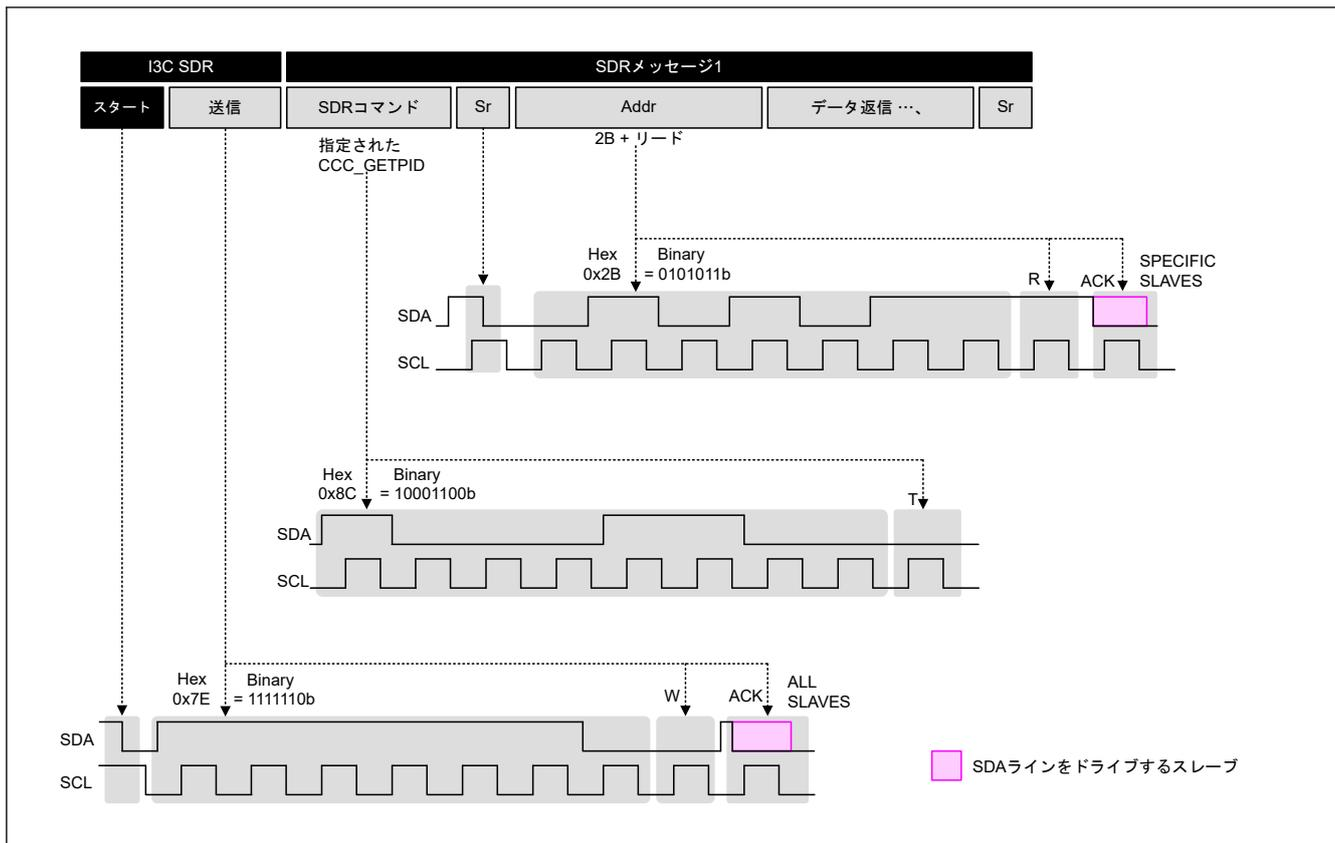 I3C SDR
SDRメッセージ1
スタート
送信
SDRコマンド
Sr
Addr
データ返信 …、
Sr
指定された
CCC_GETPID
2B + リード
Hex
0x2B
Binary
= 0101011b
R
ACK
SPECIFIC
SLAVES
SDA
SCL
Hex
0x8C
Binary
= 10001100b
T
SDA
SCL
Hex
0x7E
Binary
= 1111110b
W
ACK
ALL
SLAVES
SDA
SCL
SDAラインをドライブするスレーブ